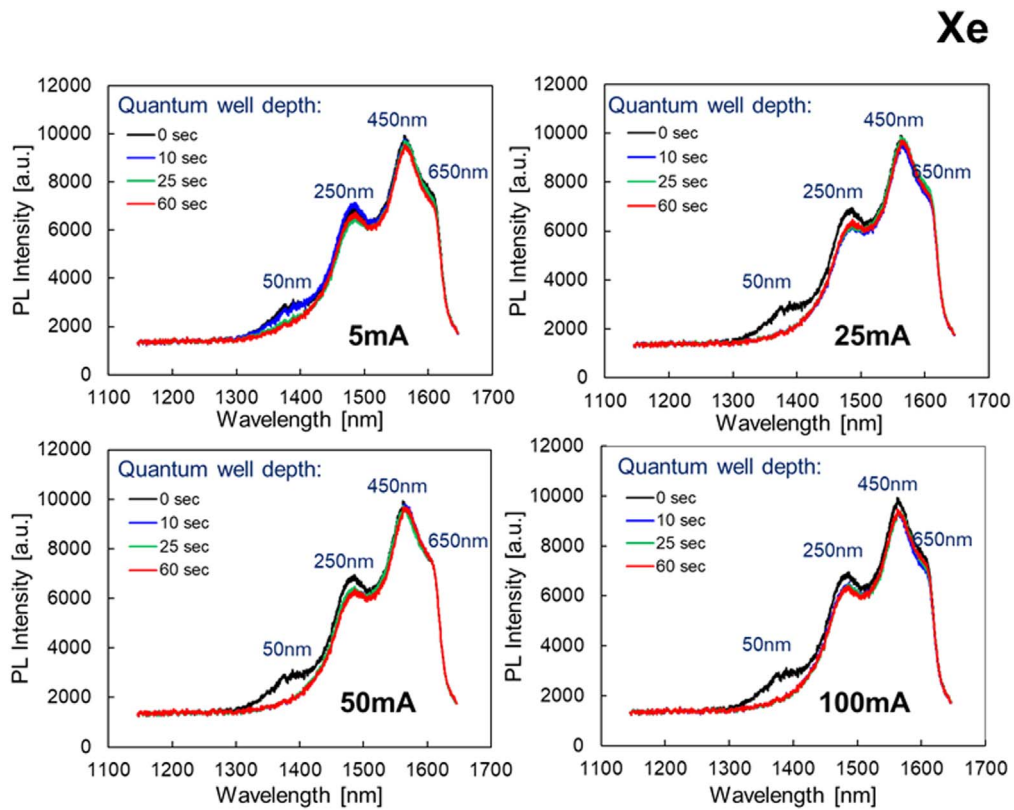 Xe
12000
10000
8000
6000
4000
2000
0
PL Intensity [a.u.]
Quantum well depth:
0 sec
10 sec
25 sec
60 sec
50nm
250nm
450nm
650nm
5mA
1100 1200 1300 1400 1500 1600 1700
Wavelength [nm]
12000
10000
8000
6000
4000
2000
0
PL Intensity [a.u.]
Quantum well depth:
0 sec
10 sec
25 sec
60 sec
50nm
250nm
450nm
650nm
25mA
1100 1200 1300 1400 1500 1600 1700
Wavelength [nm]
12000
10000
8000
6000
4000
2000
0
PL Intensity [a.u.]
Quantum well depth:
0 sec
10 sec
25 sec
60 sec
50nm
250nm
450nm
650nm
50mA
1100 1200 1300 1400 1500 1600 1700
Wavelength [nm]
12000
10000
8000
6000
4000
2000
0
PL Intensity [a.u.]
Quantum well depth:
0 sec
10 sec
25 sec
60 sec
50nm
250nm
450nm
650nm
100mA
1100 1200 1300 1400 1500 1600 1700
Wavelength [nm]